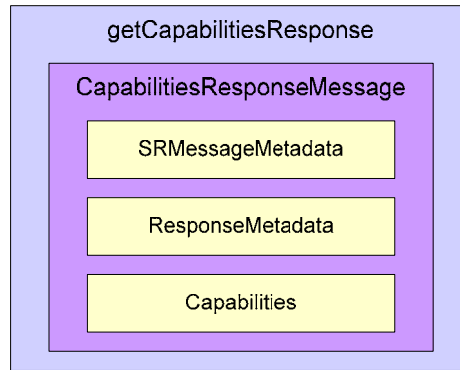 getCapabilitiesResponse
CapabilitiesResponseMessage
SRMessageMetadata
ResponseMetadata
Capabilities